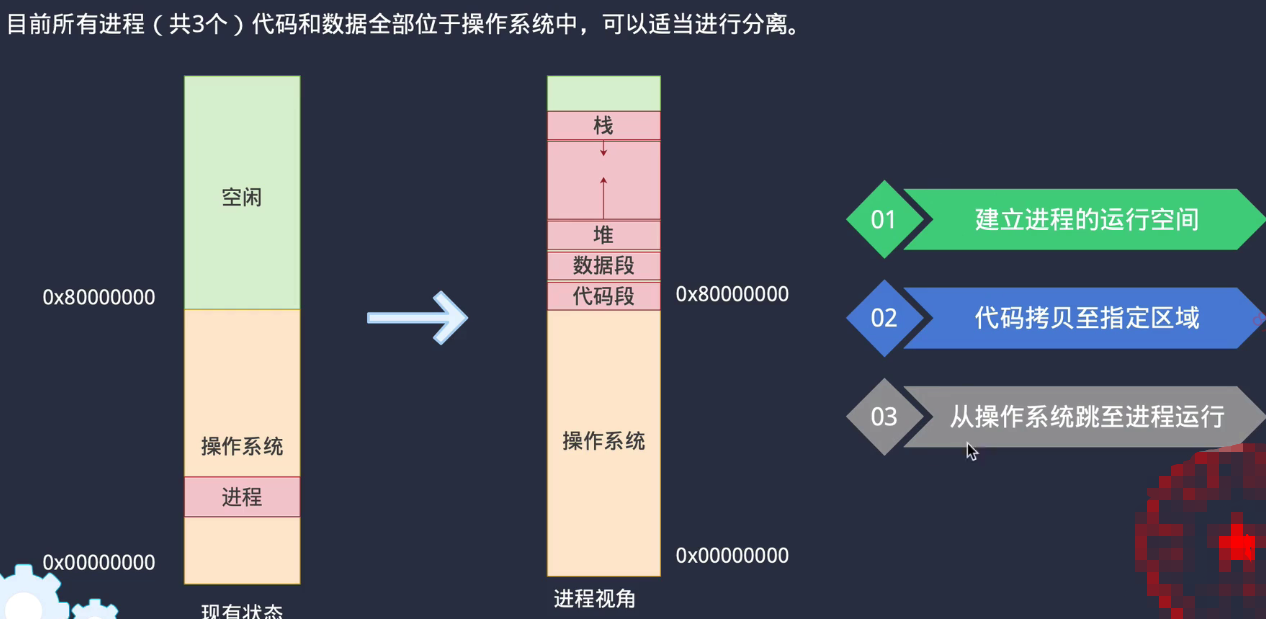 目前所有进程（共3个）代码和数据全部位于操作系统中，可以适当进行分离。
空闲
0x80000000
操作系统
进程
0x00000000
现有状态
栈
堆
数据段
代码段
0x80000000
操作系统
0x00000000
进程视角
01 建立进程的运行空间
02 代码拷贝至指定区域
03 从操作系统跳至进程运行